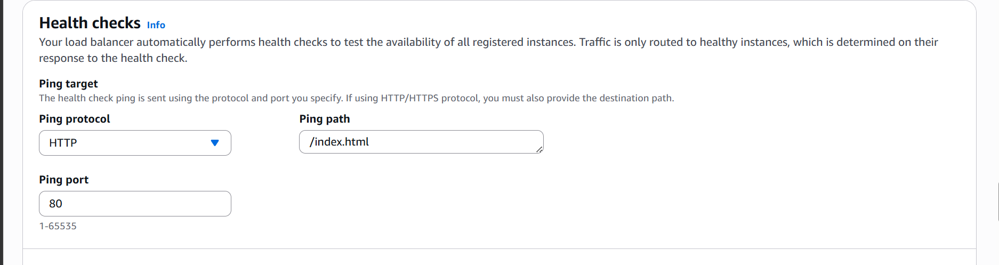 Health checks Info
Your load balancer automatically performs health checks to test the availability of all registered instances. Traffic is only routed to healthy instances, which is determined on their
response to the health check.
Ping target
The health check ping is sent using the protocol and port you specify. If using HTTP/HTTPS protocol, you must also provide the destination path.
Ping protocol
HTTP
Ping path
/index.html
Ping port
80
1-65535